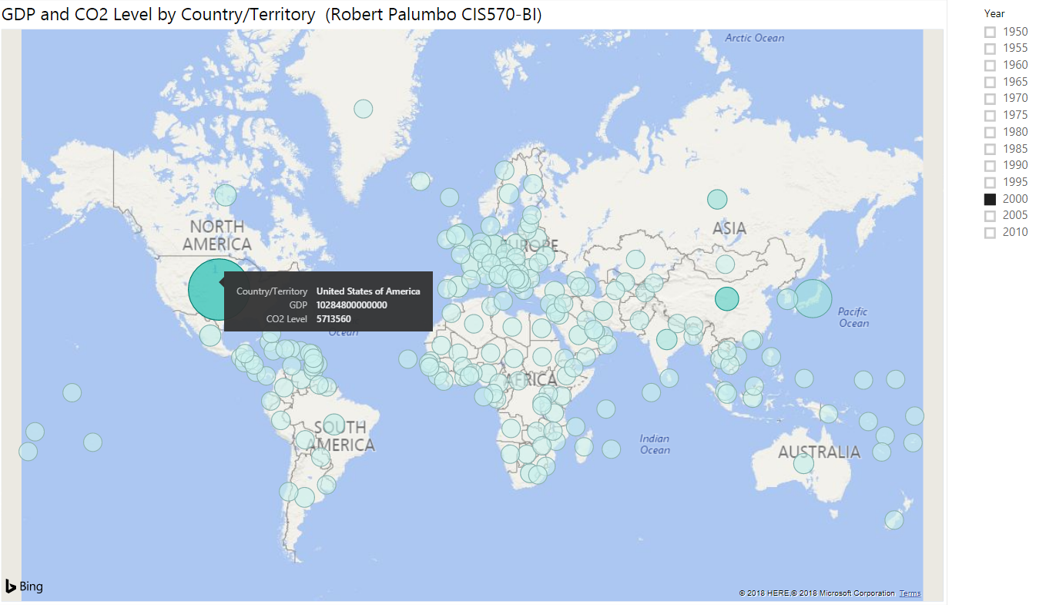 GDP and CO2 Level by Country/Territory (Robert Palumbo CIS570-BI)
Year
1950
1955
1960
1965
1970
1975
1980
1985
1990
1995
2000
2005
2010
Arctic Ocean
NORTH
AMERICA
EUROPE
ASIA
Country/Territory United States of America
GDP 10284800000000
CO2 Level 5713560
Ocean
Pacific
Ocean
AFRICA
SOUTH
AMERICA
Indian
Ocean
AUSTRALIA
Bing
© 2018 HERE,© 2018 Microsoft Corporation Terms